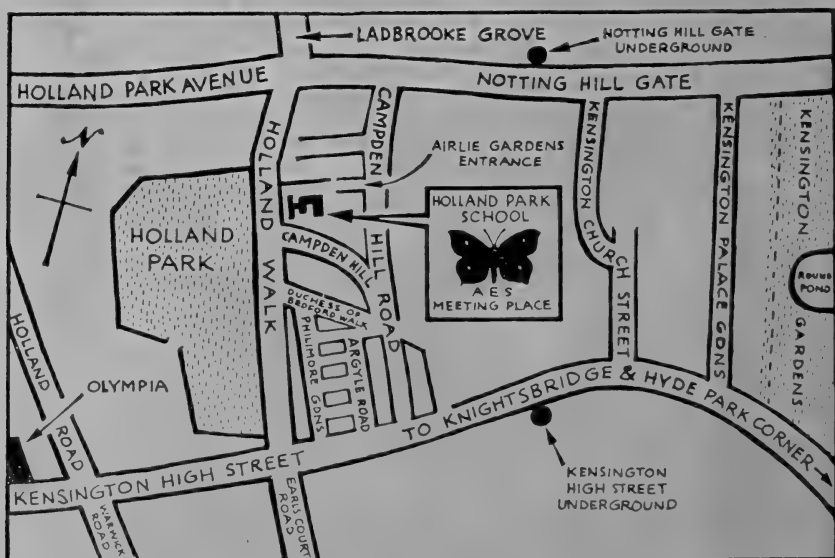 LADBROOKE GROVE
NOTTING HILL GATE
UNDERGROUND
HOLLAND PARK AVENUE
NOTTING HILL GATE
N
HOLLAND WALK
CAMPDEN HILL ROAD
AIRLIE GARDENS
ENTRANCE
KENSINGTON CHURCH STREET
KENSINGTON PALACE GDNS
KENSINGTON GARDENS
HOLLAND PARK
SCHOOL
AES
MEETING PLACE
HOLLAND
PARK
CAMPDEN HILL
ROUND
POND
DUCHESS OF
BEDFORD WALK
PHILIMORE GDNS
ARGYLE ROAD
HOLLAND ROAD
OLYMPIA
TO KNIGHTSBRIDGE & HYDE PARK CORNER
KENSINGTON HIGH STREET
KENSINGTON
HIGH STREET
UNDERGROUND
WARWICK
ROAD
EARLS COURT
ROAD